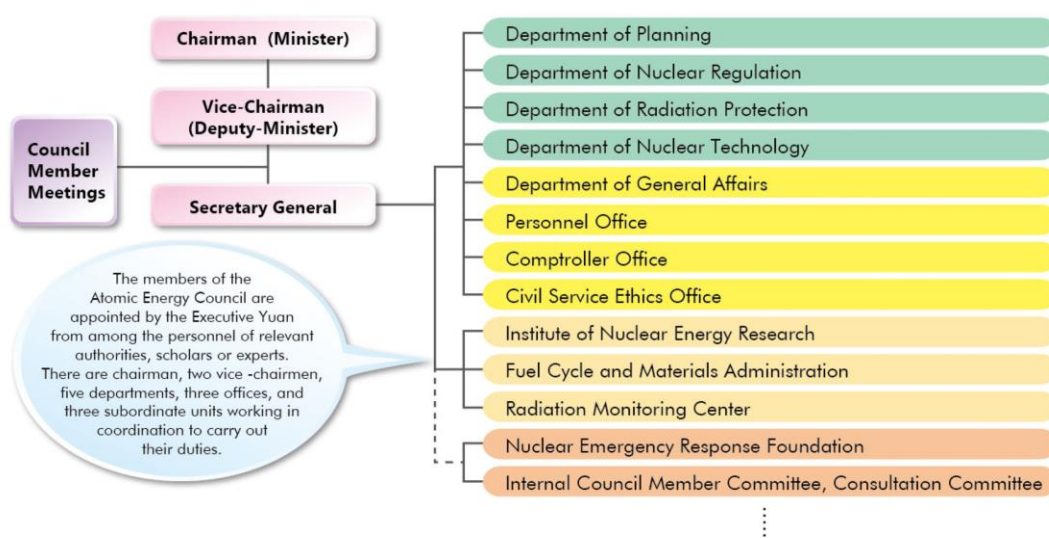 Chairman (Minister)
Vice-Chairman
(Deputy-Minister)
Council
Member
Meetings
Secretary General
The members of the
Atomic Energy Council are
appointed by the Executive Yuan
from among the personnel of relevant
authorities, scholars or experts.
There are chairman, two vice -chairmen,
five departments, three offices, and
three subordinate units working in
coordination to carry out
their duties.
Department of Planning
Department of Nuclear Regulation
Department of Radiation Protection
Department of Nuclear Technology
Department of General Affairs
Personnel Office
Comptroller Office
Civil Service Ethics Office
Institute of Nuclear Energy Research
Fuel Cycle and Materials Administration
Radiation Monitoring Center
Nuclear Emergency Response Foundation
Internal Council Member Committee, Consultation Committee